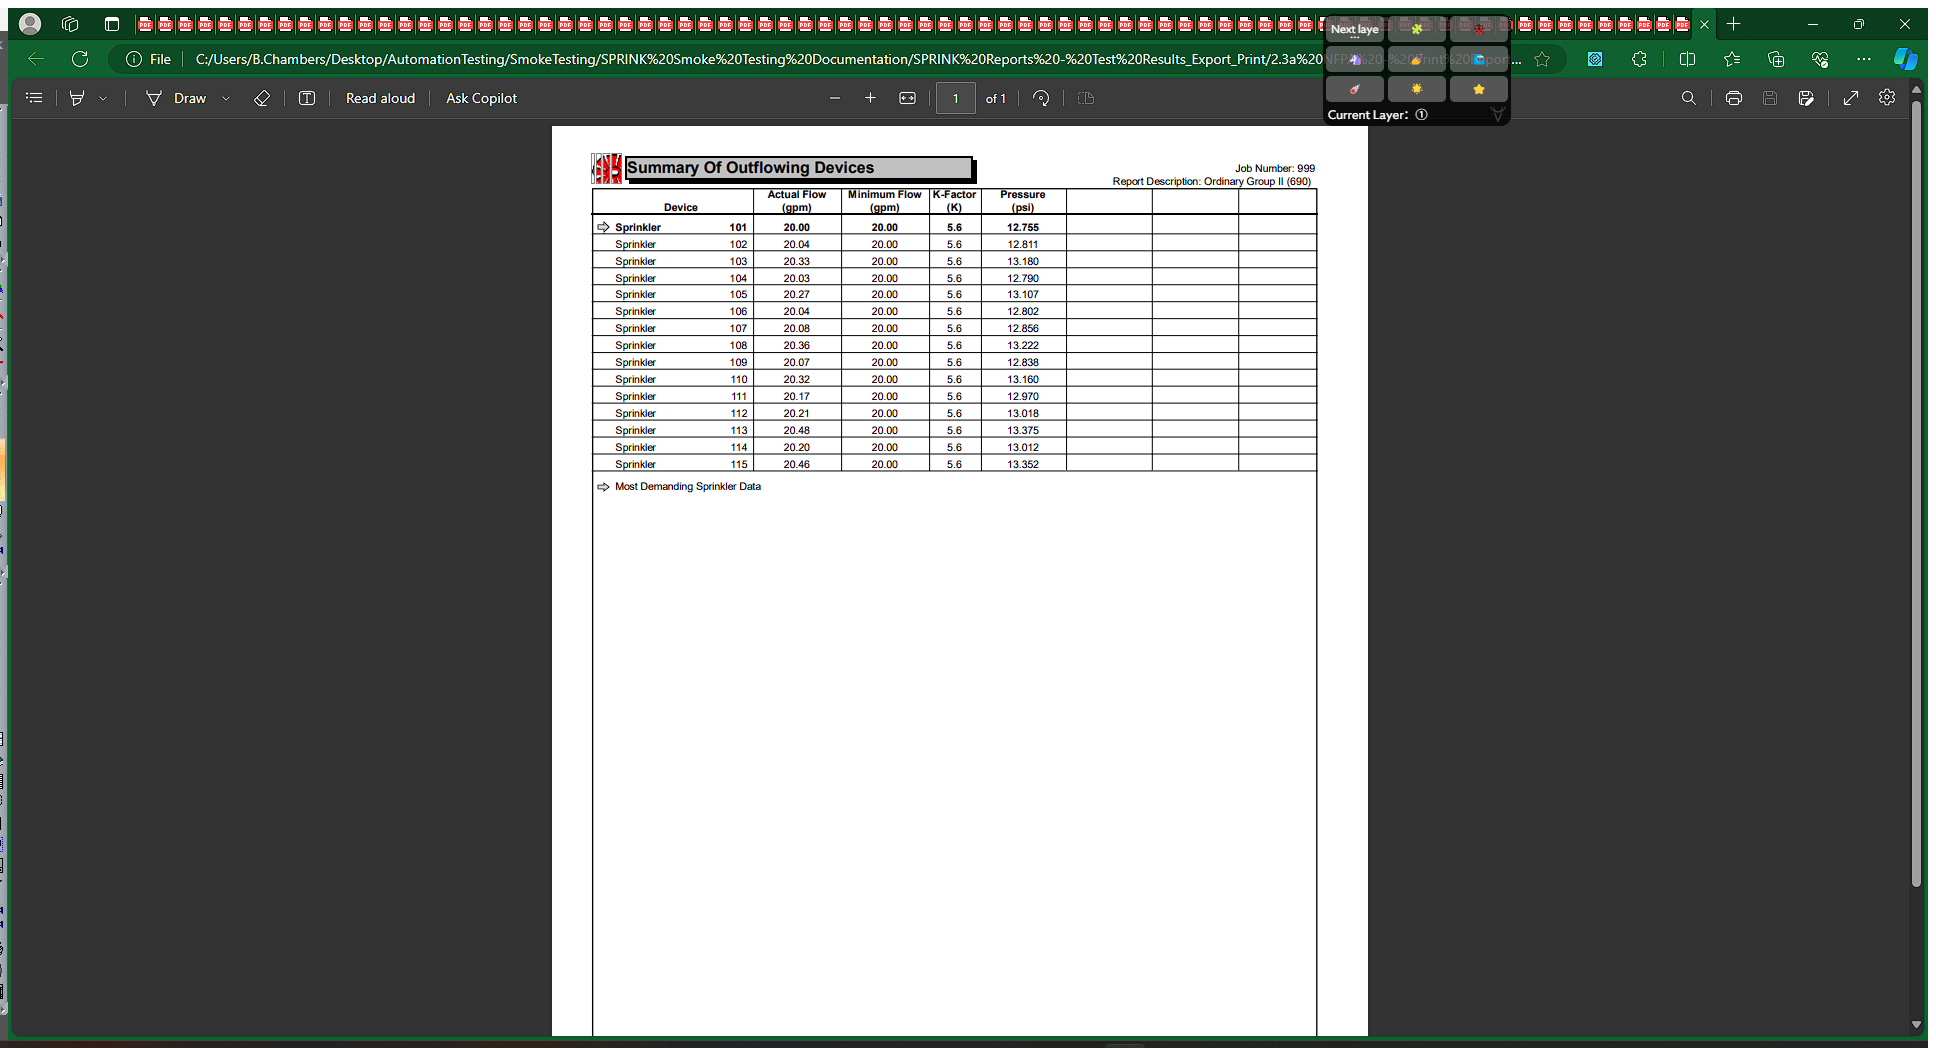 Next laye
File C:/Users/B.Chambers/Desktop/AutomationTesting/SmokeTesting/SPRINK%20Smoke%20Testing%20Documentation/SPRINK%20Reports%20-%20Test%20Results_Export_Print/2.3a%20
Draw Read aloud Ask Copilot 1 of 1
Current Layer: ①
Summary Of Outflowing Devices
Job Number: 999
Report Description: Ordinary Group II (690)
Device Actual Flow (gpm) Minimum Flow (gpm) K-Factor (K) Pressure (psi)
Sprinkler 101 20.00 20.00 5.6 12.755
Sprinkler 102 20.04 20.00 5.6 12.811
Sprinkler 103 20.33 20.00 5.6 13.180
Sprinkler 104 20.03 20.00 5.6 12.790
Sprinkler 105 20.27 20.00 5.6 13.107
Sprinkler 106 20.04 20.00 5.6 12.802
Sprinkler 107 20.08 20.00 5.6 12.856
Sprinkler 108 20.36 20.00 5.6 13.222
Sprinkler 109 20.07 20.00 5.6 12.838
Sprinkler 110 20.32 20.00 5.6 13.160
Sprinkler 111 20.17 20.00 5.6 12.970
Sprinkler 112 20.21 20.00 5.6 13.018
Sprinkler 113 20.48 20.00 5.6 13.375
Sprinkler 114 20.20 20.00 5.6 13.012
Sprinkler 115 20.46 20.00 5.6 13.352
Most Demanding Sprinkler Data